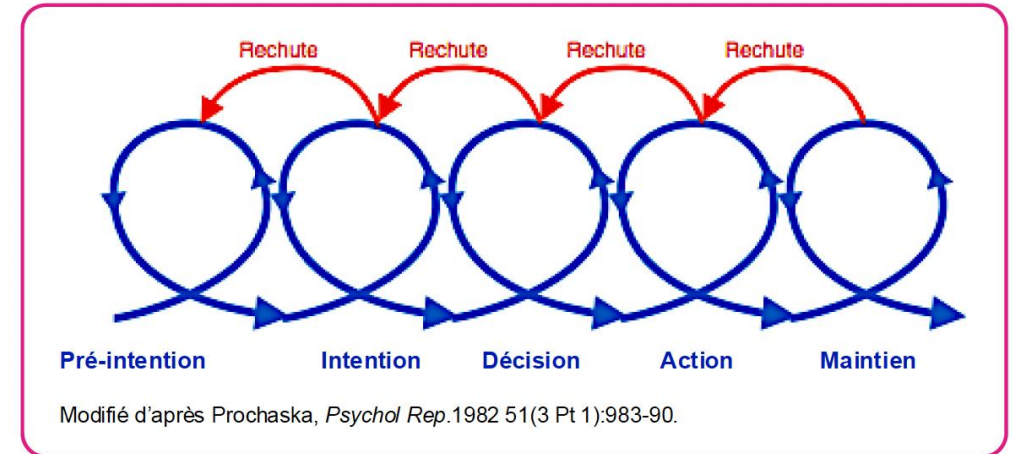 Rechute Rechute Rechute Rechute
Pré-intention Intention Décision Action Maintien
Modifié d'après Prochaska, Psychol Rep.1982 51(3 Pt 1):983-90.